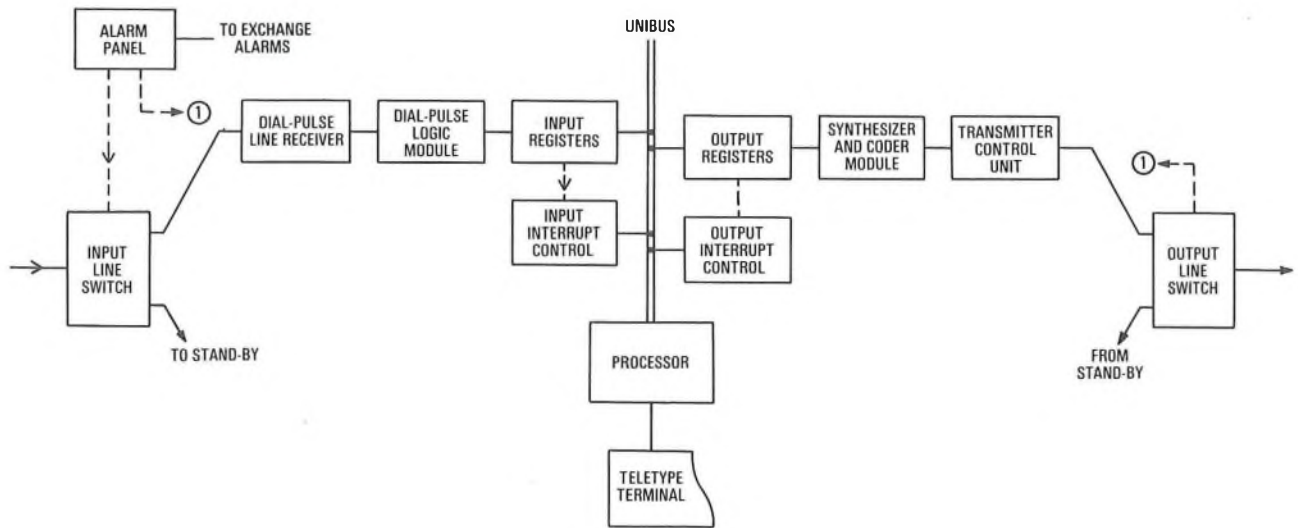 ALARM
PANEL
TO EXCHANGE
ALARMS
UNIBUS
1
DIAL-PULSE
LINE RECEIVER
DIAL-PULSE
LOGIC
MODULE
INPUT
REGISTERS
OUTPUT
REGISTERS
SYNTHESIZER
AND CODER
MODULE
TRANSMITTER
CONTROL
UNIT
1
INPUT
LINE
SWITCH
INPUT
INTERRUPT
CONTROL
OUTPUT
INTERRUPT
CONTROL
OUTPUT
LINE
SWITCH
TO STAND-BY
PROCESSOR
FROM
STAND-BY
TELETYPE
TERMINAL